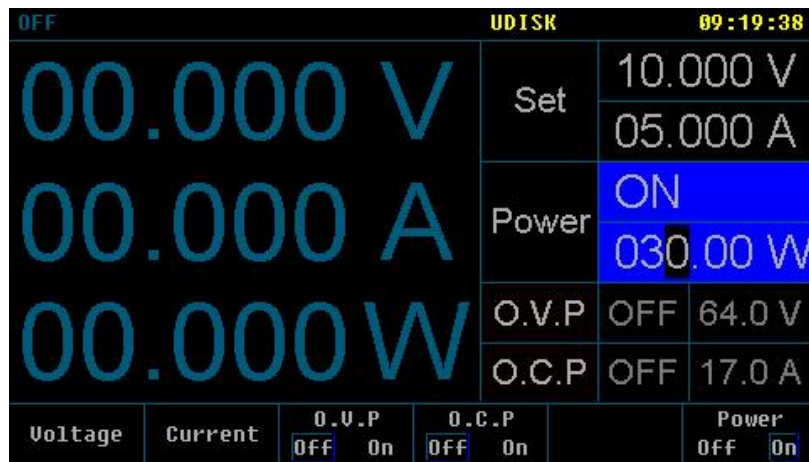 OFF UDISK 09:19:38
00.000 V
00.000 A
00.000 W
Set
10.000 V
05.000 A
Power
ON
030.00 W
O.V.P OFF 64.0 V
O.C.P OFF 17.0 A
Voltage Current O.V.P O.C.P Power
Off On Off On Off On